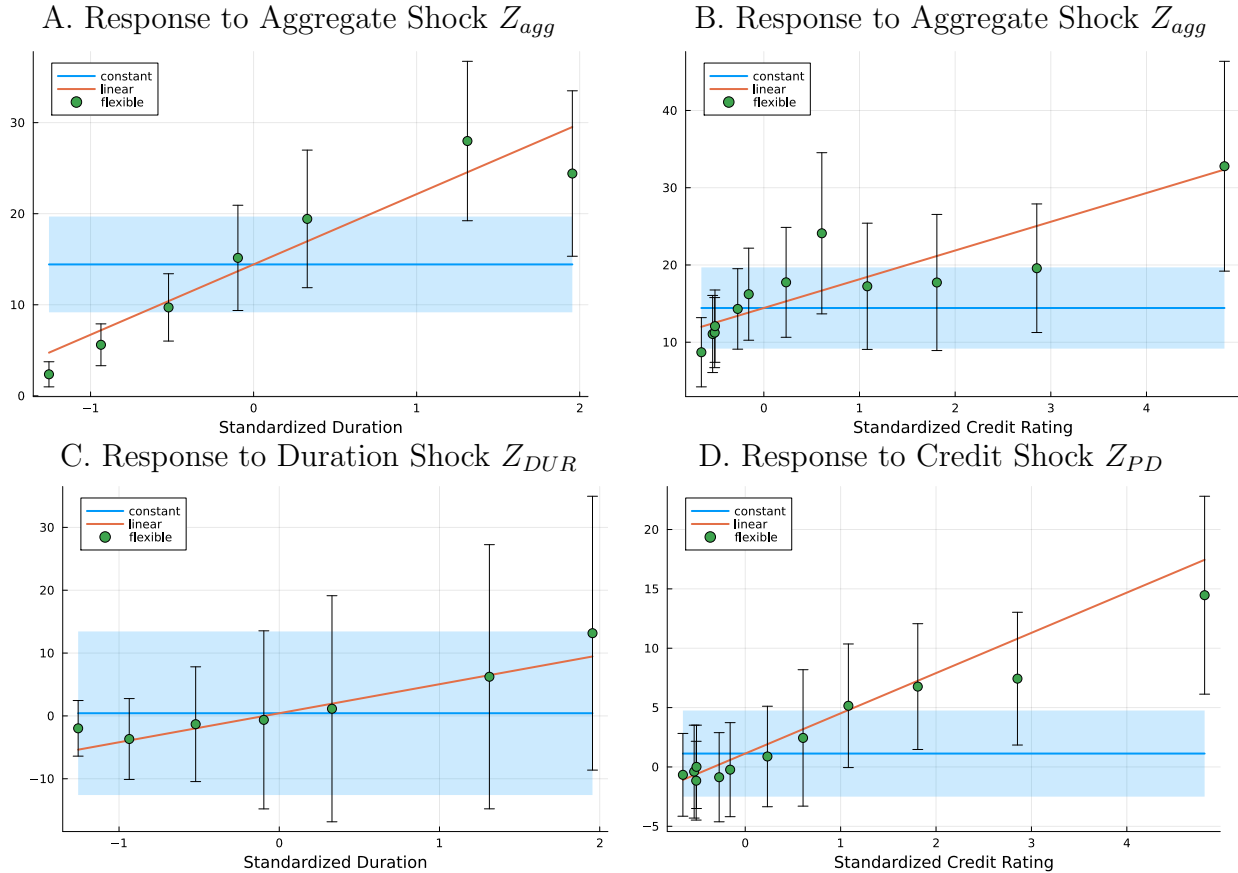 A. Response to Aggregate Shock Z_agg
constant
linear
flexible
30
20
10
0
-1
0
1
2
Standardized Duration
B. Response to Aggregate Shock Z_agg
constant
linear
flexible
40
30
20
10
0
1
2
3
4
Standardized Credit Rating
C. Response to Duration Shock Z_DUR
constant
linear
flexible
30
20
10
0
−10
-1
0
1
2
Standardized Duration
D. Response to Credit Shock Z_PD
constant
linear
flexible
20
15
10
5
0
−5
0
1
2
3
4
Standardized Credit Rating